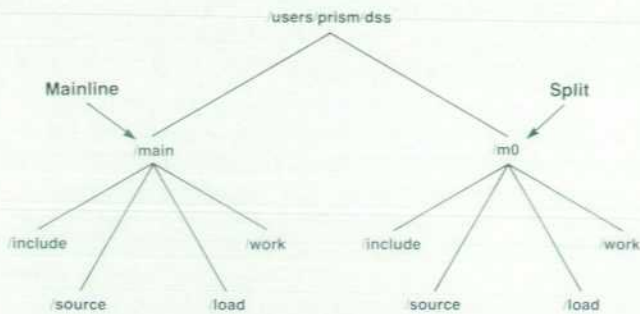 /users/prism/dss
Mainline
Split
/main
/m0
/include
/work
/include
/work
/source
/load
/source
/load